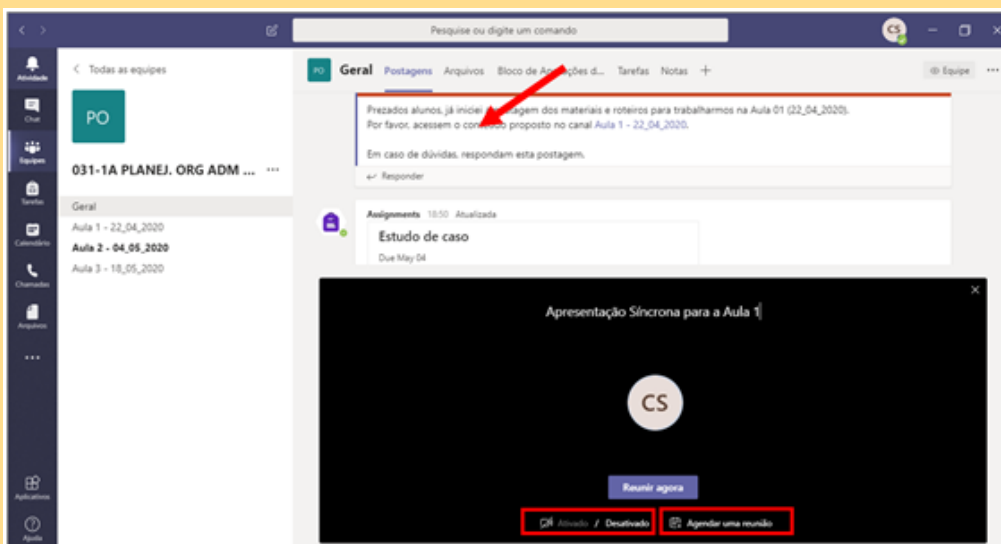 Pesquise ou digite um comando
CS
Atividade
Chat
Equipes
Tarefas
Calendário
Chamadas
Arquivos
Aplicativos
Ajuda
Todas as equipes
PO
031-1A PLANEJ. ORG ADM ...
Geral
Aula 1 - 22_04_2020
Aula 2 - 04_05_2020
Aula 3 - 18_05_2020
PO Geral Postagens Arquivos Bloco de d... Tarefas Notas + Equipe
Prezados alunos, já iniciei dos materiais e roteiros para trabalharmos na Aula 01 (22_04_2020).
Por favor, acessem o proposto no canal Aula 1 - 22_04_2020.
Em caso de dúvidas, respondam esta postagem.
Responder
Assignments 18:50 Atualizada
Estudo de caso
Due May 04
Apresentação Síncrona para a Aula 1
CS
Reunir agora
Ativado / Desativado Agendar uma reunião